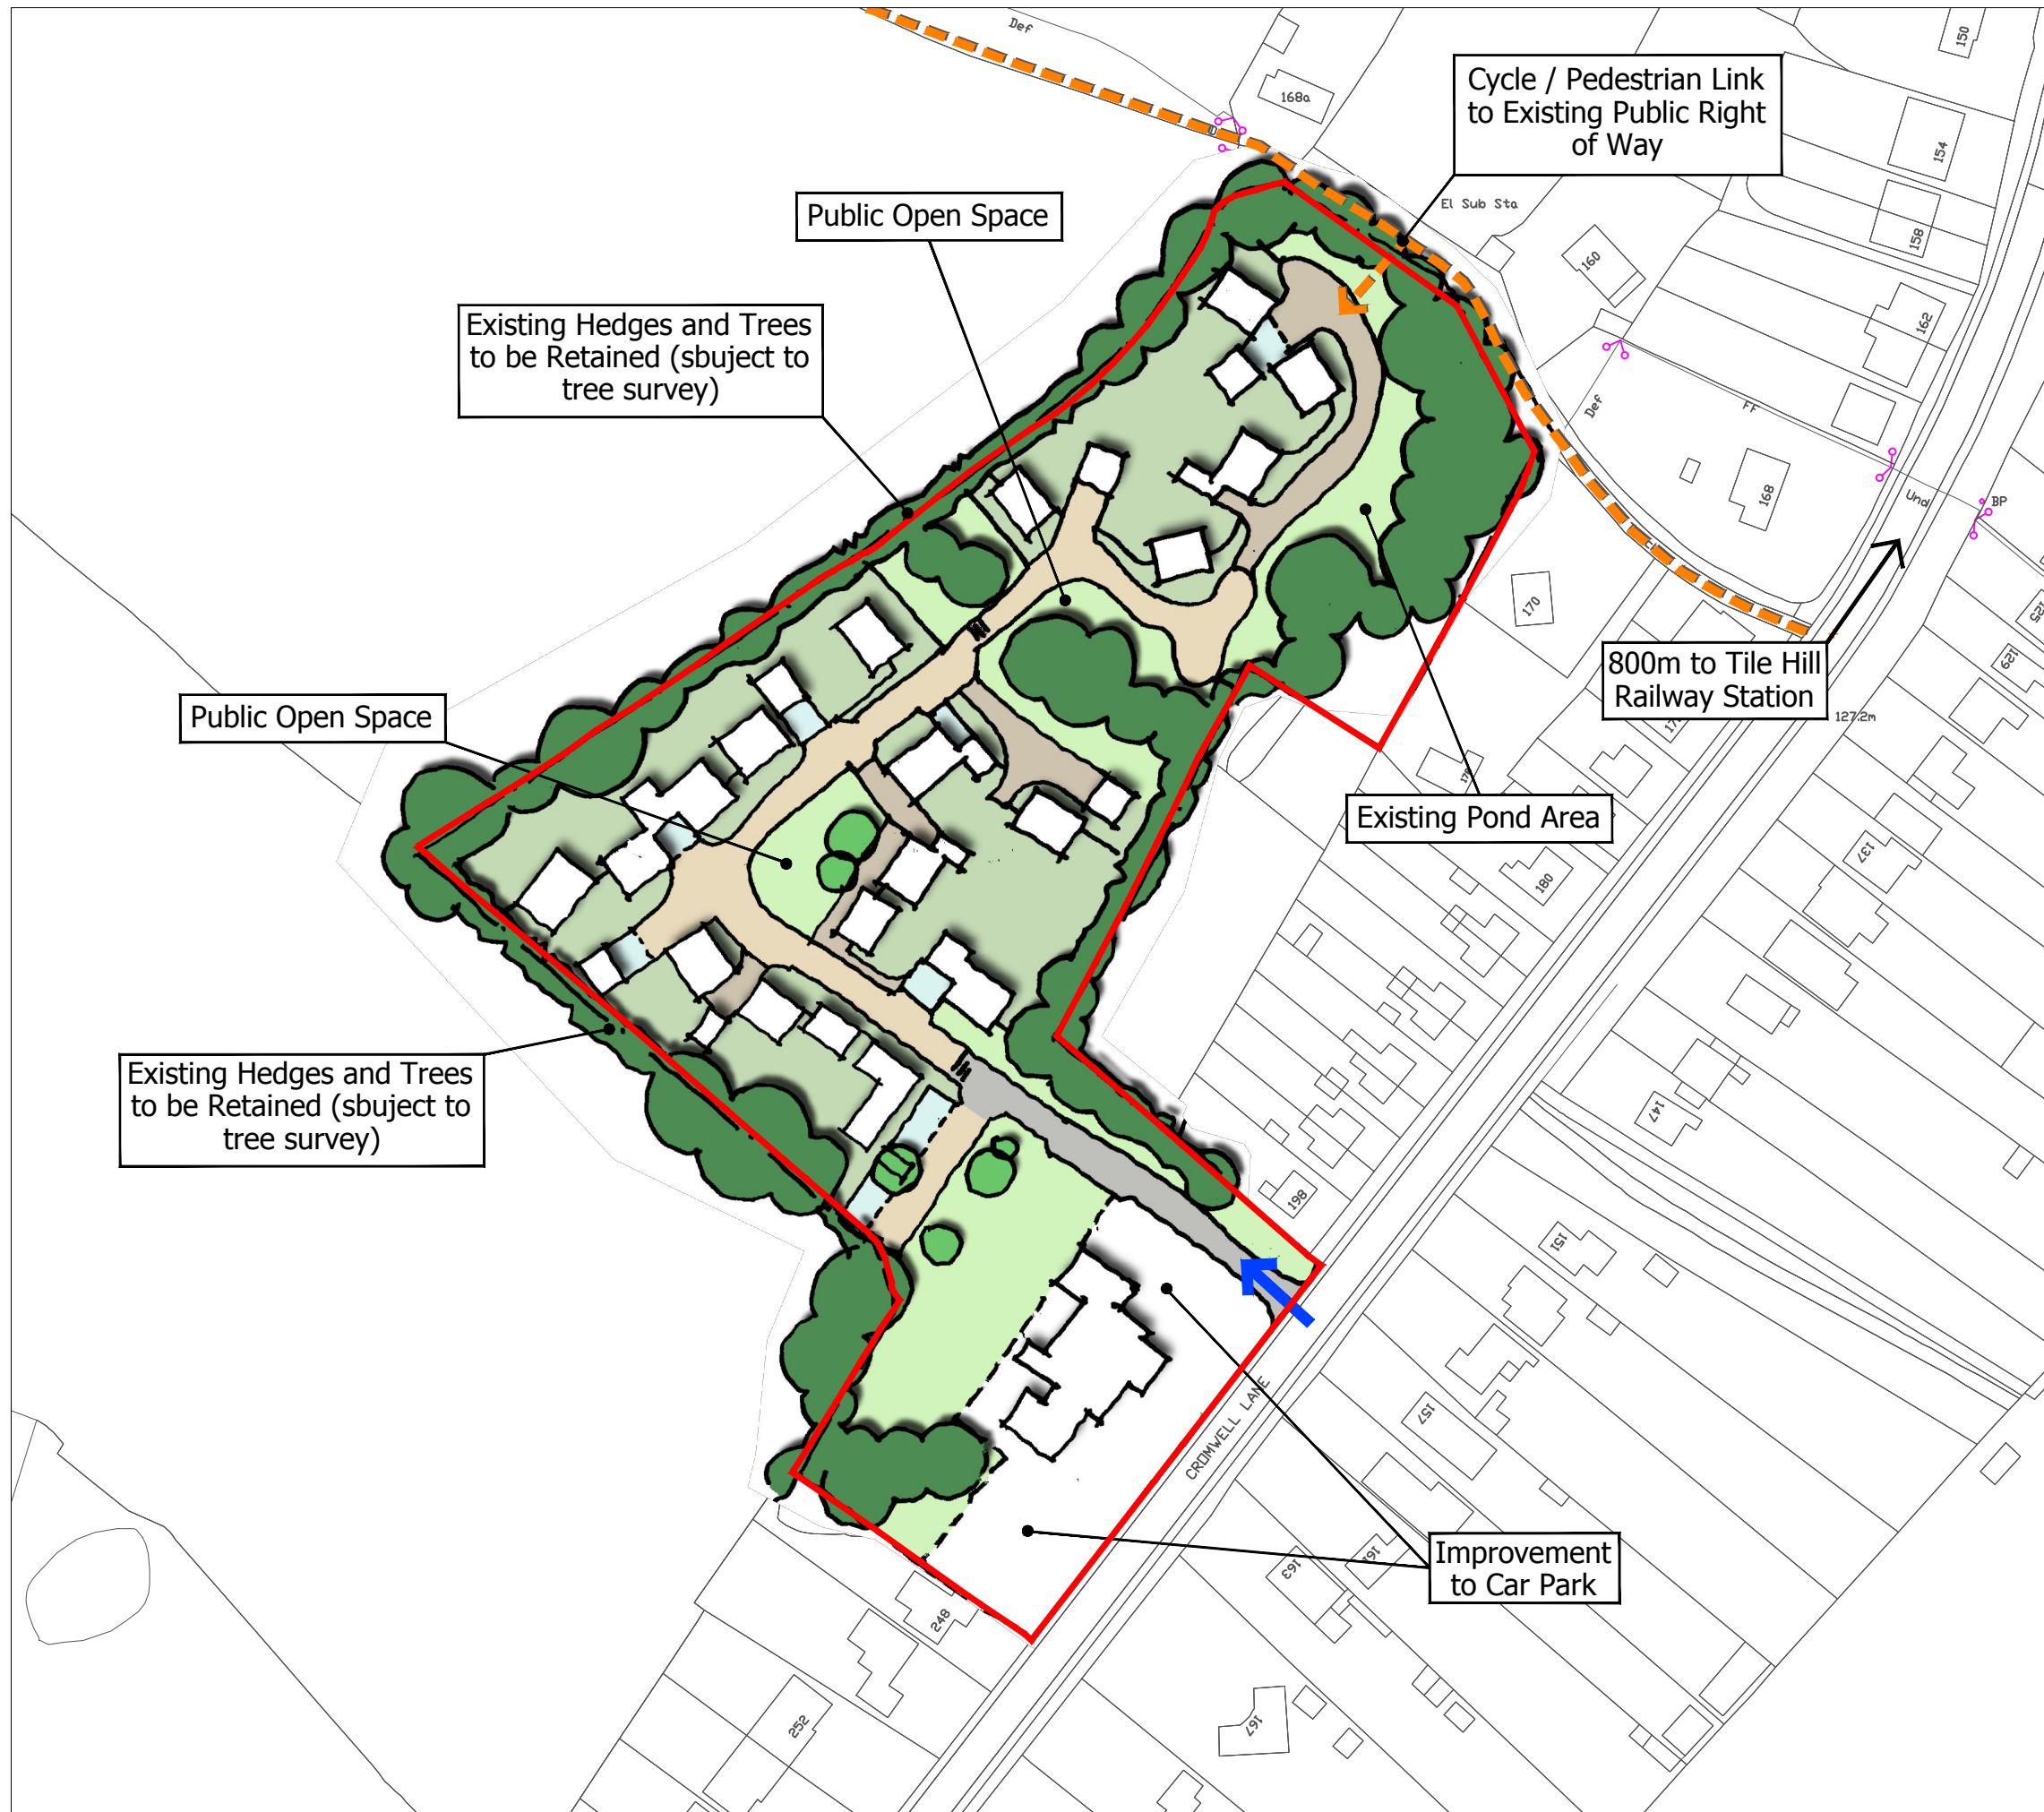 Def
150
168a
Cycle / Pedestrian Link
to Existing Public Right
of Way
154
El Sub Sta
158
160
Public Open Space
162
Existing Hedges and Trees
to be Retained (sbuject to
tree survey)
Def
FF
168
Und
BP
170
125
129
800m to Tile Hill
Railway Station
127.2m
Public Open Space
Existing Pond Area
137
180
147
Existing Hedges and Trees
to be Retained (sbuject to
tree survey)
198
151
CROMWELL LANE
157
161
163
Improvement
to Car Park
248
252
167